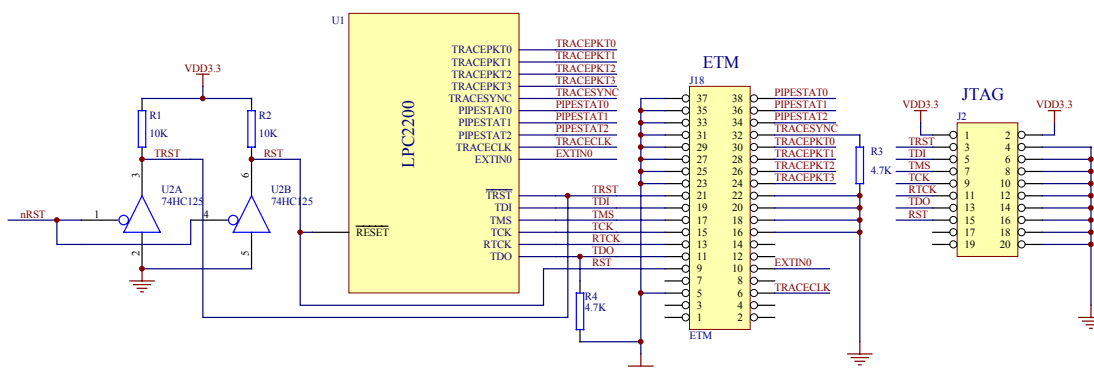 VDD3.3
R1
10K
R2
10K
TRST
RST
3
6
U2A
74HC125
U2B
74HC125
nRST
1
4
2
5
U1
LPC2200
TRACEPKT0
TRACEPKT1
TRACEPKT2
TRACEPKT3
TRACESYNC
PIPESTAT0
PIPESTAT1
PIPESTAT2
TRACECLK
EXTIN0
TRST
TDI
TMS
TCK
RTCK
TDO
RESET
TRACEPKT0
TRACEPKT1
TRACEPKT2
TRACEPKT3
TRACESYNC
PIPESTAT0
PIPESTAT1
PIPESTAT2
TRACECLK
EXTIN0
TRST
TDI
TMS
TCK
RTCK
TDO
RST
R4
4.7K
ETM
J18
37 38
35 36
33 34
31 32
29 30
27 28
25 26
23 24
21 22
19 20
17 18
15 16
13 14
11 12
9 10
7 8
5 6
3 4
1 2
ETM
PIPESTAT0
PIPESTAT1
PIPESTAT2
TRACESYNC
TRACEPKT0
TRACEPKT1
TRACEPKT2
TRACEPKT3
EXTIN0
TRACECLK
R3
4.7K
JTAG
J2
VDD3.3
VDD3.3
TRST
TDI
TMS
TCK
RTCK
TDO
RST
1 2
3 4
5 6
7 8
9 10
11 12
13 14
15 16
17 18
19 20